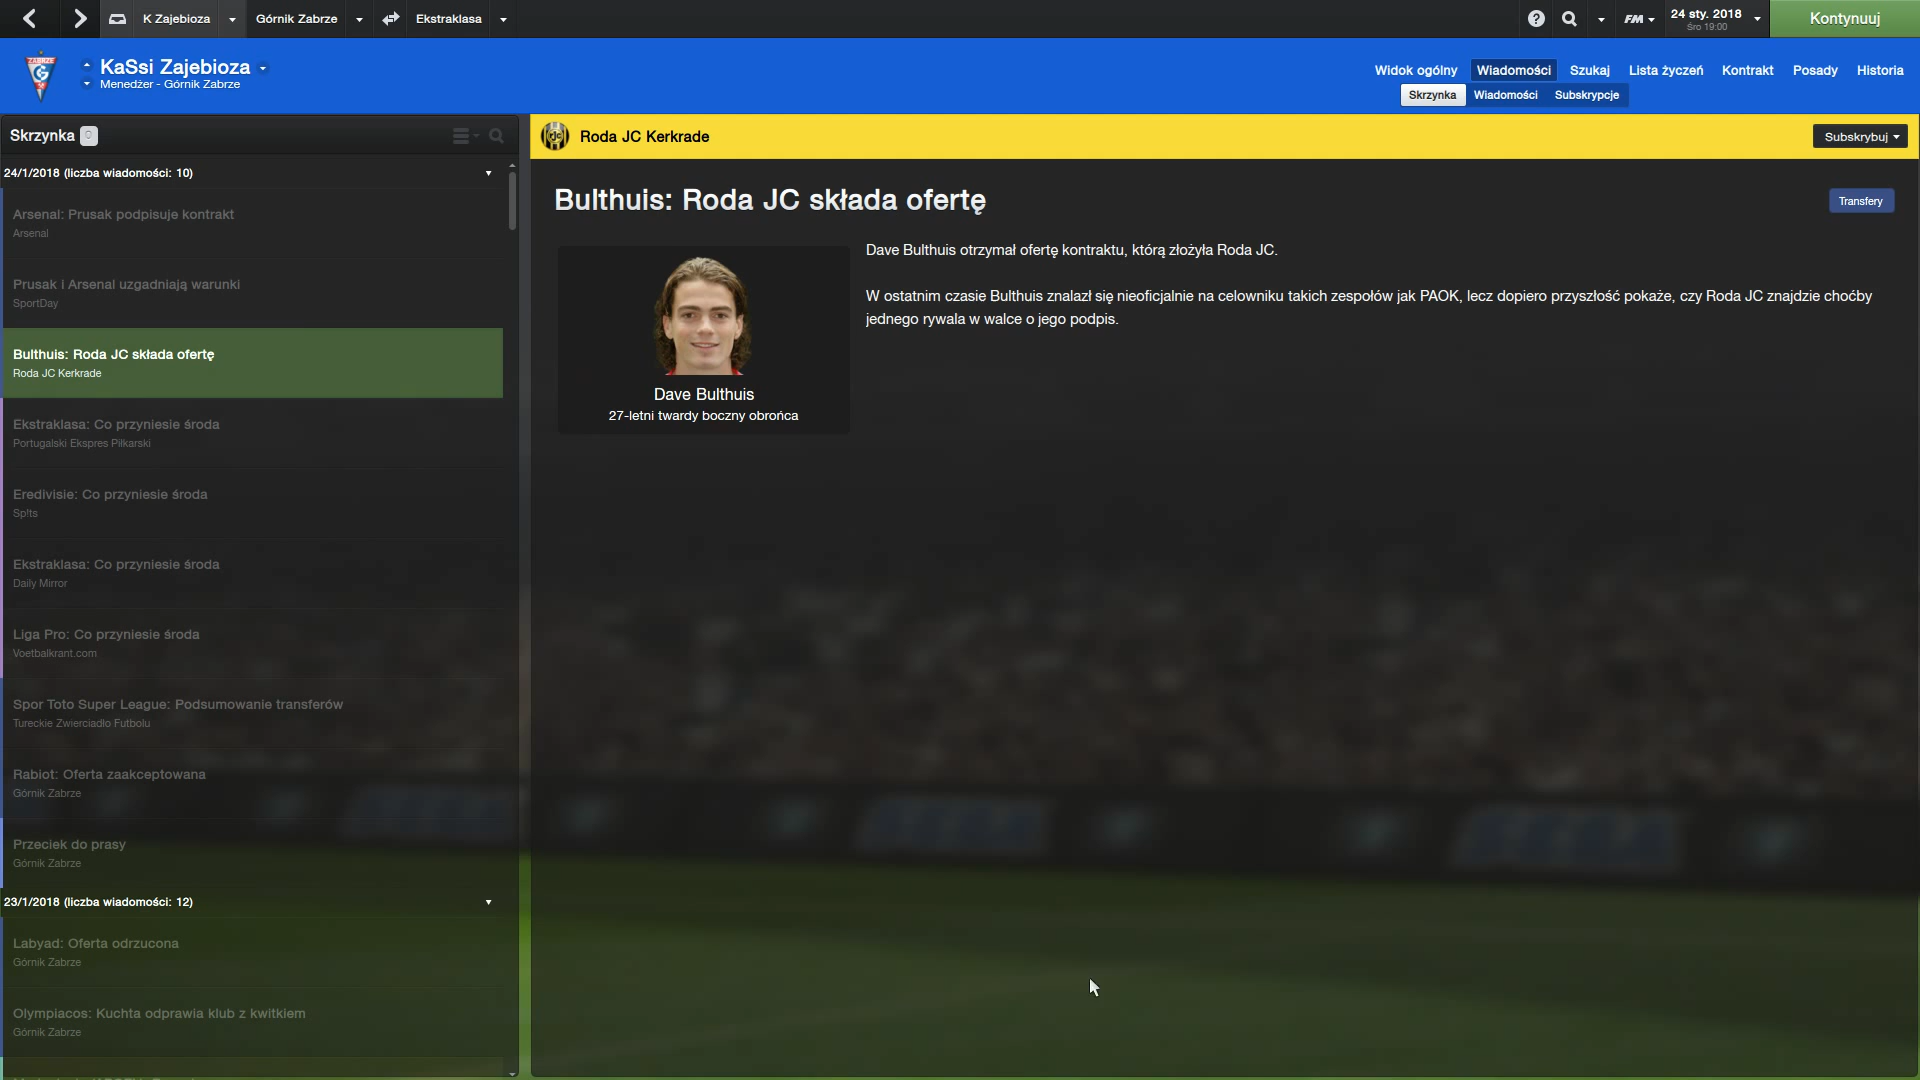 K Zajebioza
Górnik Zabrze
Ekstraklasa
FM
24 sty. 2018
Śro 19:00
Kontynuuj
KaSsi Zajebioza
Menedżer - Górnik Zabrze
Widok ogólny
Wiadomości
Szukaj
Lista życzeń
Kontrakt
Posady
Historia
Skrzynka
Wiadomości
Subskrypcje
Skrzynka 0
24/1/2018 (liczba wiadomości: 10)
Arsenal: Prusak podpisuje kontrakt
Arsenal
Prusak i Arsenal uzgadniają warunki
SportDay
Bulthuis: Roda JC składa ofertę
Roda JC Kerkrade
Ekstraklasa: Co przyniesie środa
Portugalski Ekspres Piłkarski
Eredivisie: Co przyniesie środa
Sp!ts
Ekstraklasa: Co przyniesie środa
Daily Mirror
Liga Pro: Co przyniesie środa
Voetbalkrant.com
Spor Toto Super League: Podsumowanie transferów
Tureckie Zwierciadło Futbolu
Rabiot: Oferta zaakceptowana
Górnik Zabrze
Przeciek do prasy
Górnik Zabrze
23/1/2018 (liczba wiadomości: 12)
Labyad: Oferta odrzucona
Górnik Zabrze
Olympiacos: Kuchta odprawia klub z kwitkiem
Górnik Zabrze
Roda JC Kerkrade
Subskrybuj
Bulthuis: Roda JC składa ofertę
Transfery
Dave Bulthuis
27-letni twardy boczny obrońca
Dave Bulthuis otrzymał ofertę kontraktu, którą złożyła Roda JC.
W ostatnim czasie Bulthuis znalazł się nieoficjalnie na celowniku takich zespołów jak PAOK, lecz dopiero przyszłość pokaże, czy Roda JC znajdzie choćby
jednego rywala w walce o jego podpis.